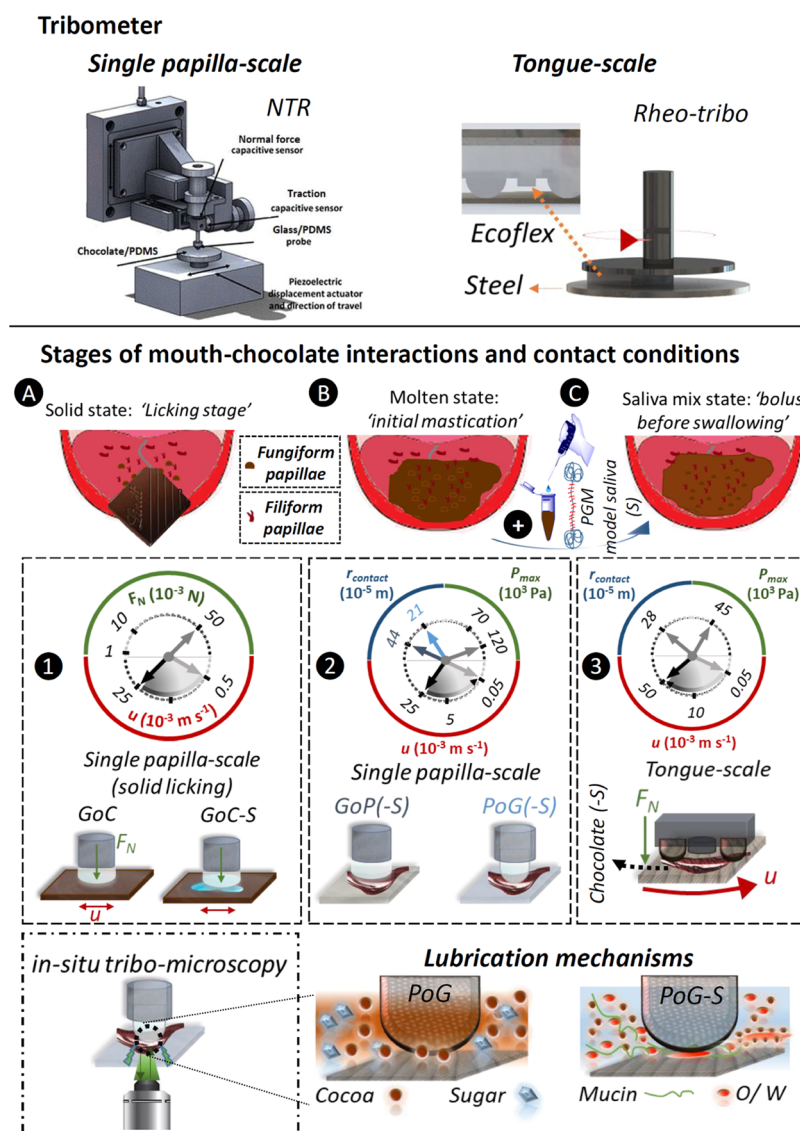 Tribometer
Single papilla-scale
Tongue-scale
NTR
Normal force
capacitive sensor
Traction
capacitive sensor
Glass/PDMS
probe
Chocolate/PDMS
Piezoelectric
displacement actuator
and direction of travel
Rheo-tribo
Ecoflex
Steel
Stages of mouth-chocolate interactions and contact conditions
A
Solid state: 'Licking stage'
B
Molten state:
'initial mastication'
C
Saliva mix state: 'bolus
before swallowing'
Fungiform
papillae
Filiform
papillae
+
PGM
model saliva
(S)
1
F_N (10^-3 N)
1
10
50
25
0.5
u (10^-3 m s^-1)
Single papilla-scale
(solid licking)
GoC
F_N
u
GoC-S
2
r_contact
(10^-5 m)
P_max
(10^3 Pa)
44
21
70
120
25
5
0.05
u (10^-3 m s^-1)
Single papilla-scale
GoP(-S)
PoG(-S)
3
r_contact
(10^-5 m)
P_max
(10^3 Pa)
28
45
50
10
0.05
u (10^-3 m s^-1)
Tongue-scale
Chocolate (-S)
F_N
u
in-situ tribo-microscopy
Lubrication mechanisms
PoG
Cocoa
Sugar
PoG-S
Mucin
O/ W